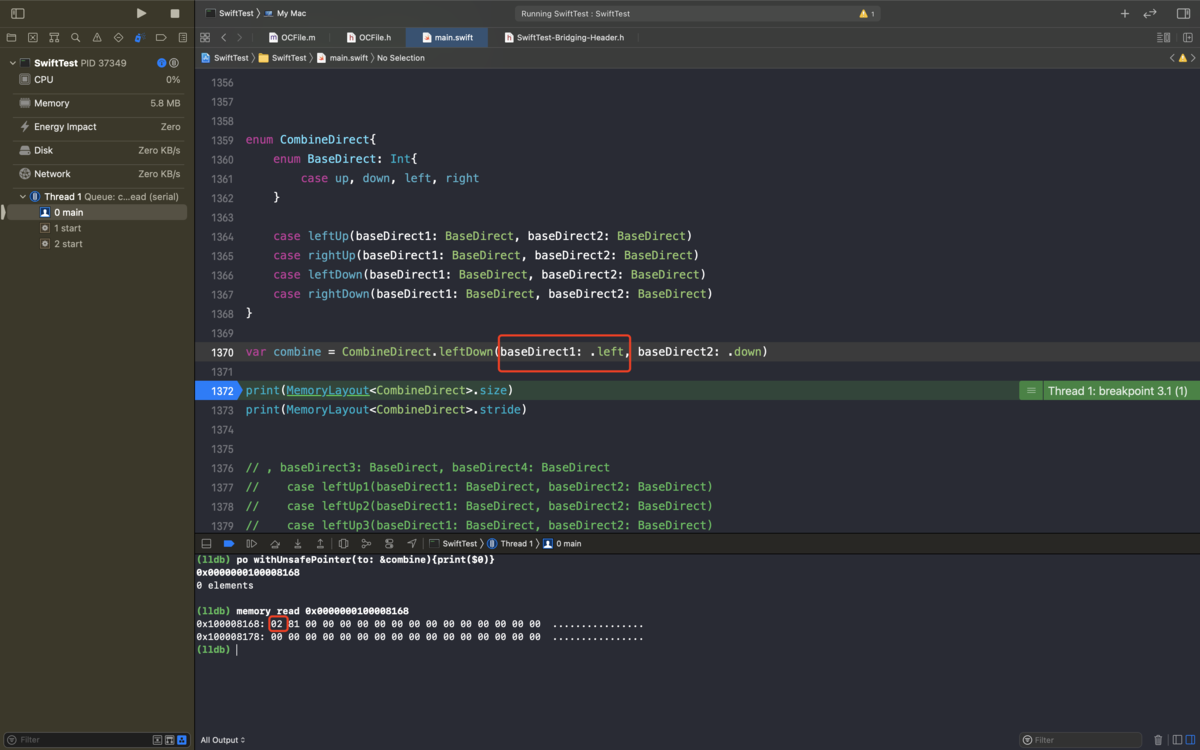 SwiftTest 〉 My Mac
Running SwiftTest : SwiftTest
1
OCFile.m
OCFile.h
main.swift
SwiftTest-Bridging-Header.h
SwiftTest 〉 SwiftTest 〉 main.swift 〉 No Selection
SwiftTest PID 37349
CPU 0%
Memory 5.8 MB
Energy Impact Zero
Disk Zero KB/s
Network Zero KB/s
Thread 1 Queue: c...ead (serial)
0 main
1 start
2 start
Filter
1356
1357
1358
1359 enum CombineDirect{
1360     enum BaseDirect: Int{
1361         case up, down, left, right
1362     }
1363
1364     case leftUp(baseDirect1: BaseDirect, baseDirect2: BaseDirect)
1365     case rightUp(baseDirect1: BaseDirect, baseDirect2: BaseDirect)
1366     case leftDown(baseDirect1: BaseDirect, baseDirect2: BaseDirect)
1367     case rightDown(baseDirect1: BaseDirect, baseDirect2: BaseDirect)
1368 }
1369
1370 var combine = CombineDirect.leftDown(baseDirect1: .left, baseDirect2: .down)
1371
1372 print(MemoryLayout<CombineDirect>.size) Thread 1: breakpoint 3.1 (1)
1373 print(MemoryLayout<CombineDirect>.stride)
1374
1375
1376 // , baseDirect3: BaseDirect, baseDirect4: BaseDirect
1377 //    case leftUp1(baseDirect1: BaseDirect, baseDirect2: BaseDirect)
1378 //    case leftUp2(baseDirect1: BaseDirect, baseDirect2: BaseDirect)
1379 //    case leftUp3(baseDirect1: BaseDirect, baseDirect2: BaseDirect)
SwiftTest 〉 Thread 1 〉 0 main
(lldb) po withUnsafePointer(to: &combine){print($0)}
0x0000000100008168
0 elements
(lldb) memory read 0x0000000100008168
0x100008168: 02 81 00 00 00 00 00 00 00 00 00 00 00 00 00 00  ................
0x100008178: 00 00 00 00 00 00 00 00 00 00 00 00 00 00 00 00  ................
(lldb)
All Output
Filter